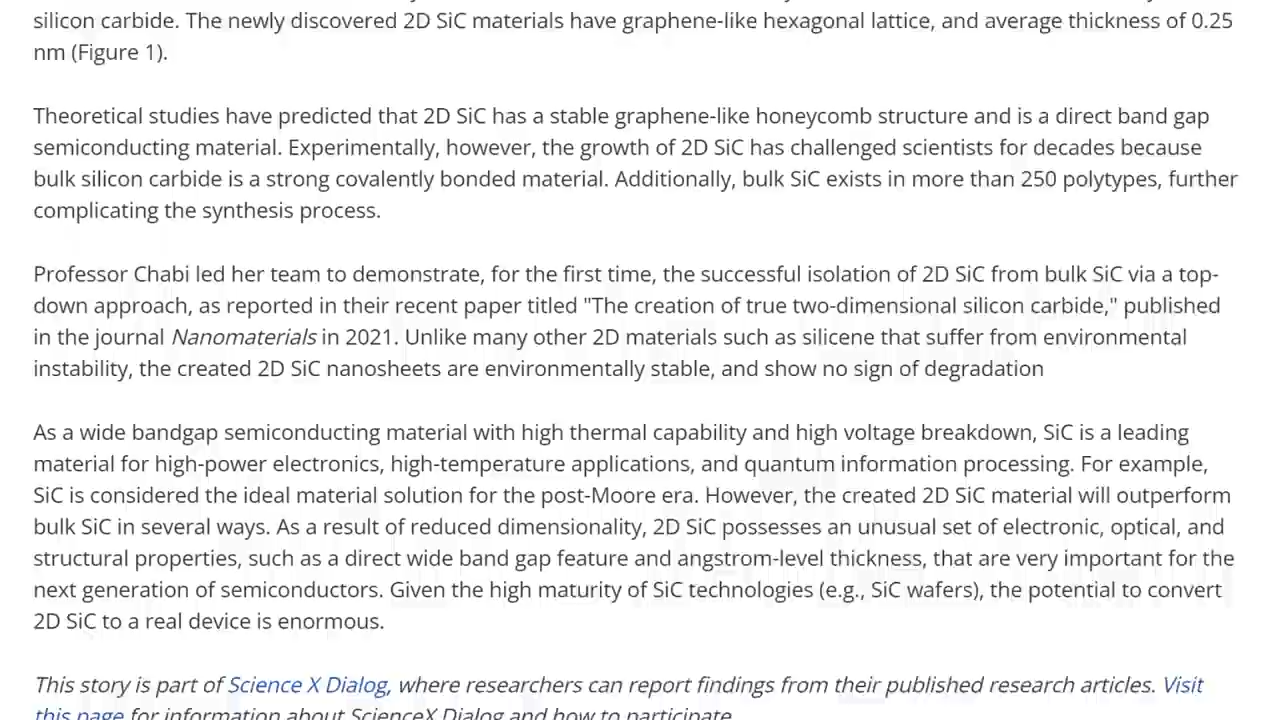 silicon carbide. The newly discovered 2D SiC materials have graphene-like hexagonal lattice, and average thickness of 0.25
nm (Figure 1).
Theoretical studies have predicted that 2D SiC has a stable graphene-like honeycomb structure and is a direct band gap
semiconducting material. Experimentally, however, the growth of 2D SiC has challenged scientists for decades because
bulk silicon carbide is a strong covalently bonded material. Additionally, bulk SiC exists in more than 250 polytypes, further
complicating the synthesis process.
Professor Chabi led her team to demonstrate, for the first time, the successful isolation of 2D SiC from bulk SiC via a top-
down approach, as reported in their recent paper titled "The creation of true two-dimensional silicon carbide," published
in the journal Nanomaterials in 2021. Unlike many other 2D materials such as silicene that suffer from environmental
instability, the created 2D SiC nanosheets are environmentally stable, and show no sign of degradation
As a wide bandgap semiconducting material with high thermal capability and high voltage breakdown, SiC is a leading
material for high-power electronics, high-temperature applications, and quantum information processing. For example,
SiC is considered the ideal material solution for the post-Moore era. However, the created 2D SiC material will outperform
bulk SiC in several ways. As a result of reduced dimensionality, 2D SiC possesses an unusual set of electronic, optical, and
structural properties, such as a direct wide band gap feature and angstrom-level thickness, that are very important for the
next generation of semiconductors. Given the high maturity of SiC technologies (e.g., SiC wafers), the potential to convert
2D SiC to a real device is enormous.
This story is part of Science X Dialog, where researchers can report findings from their published research articles. Visit
this page for information about ScienceX Dialog and how to participate.